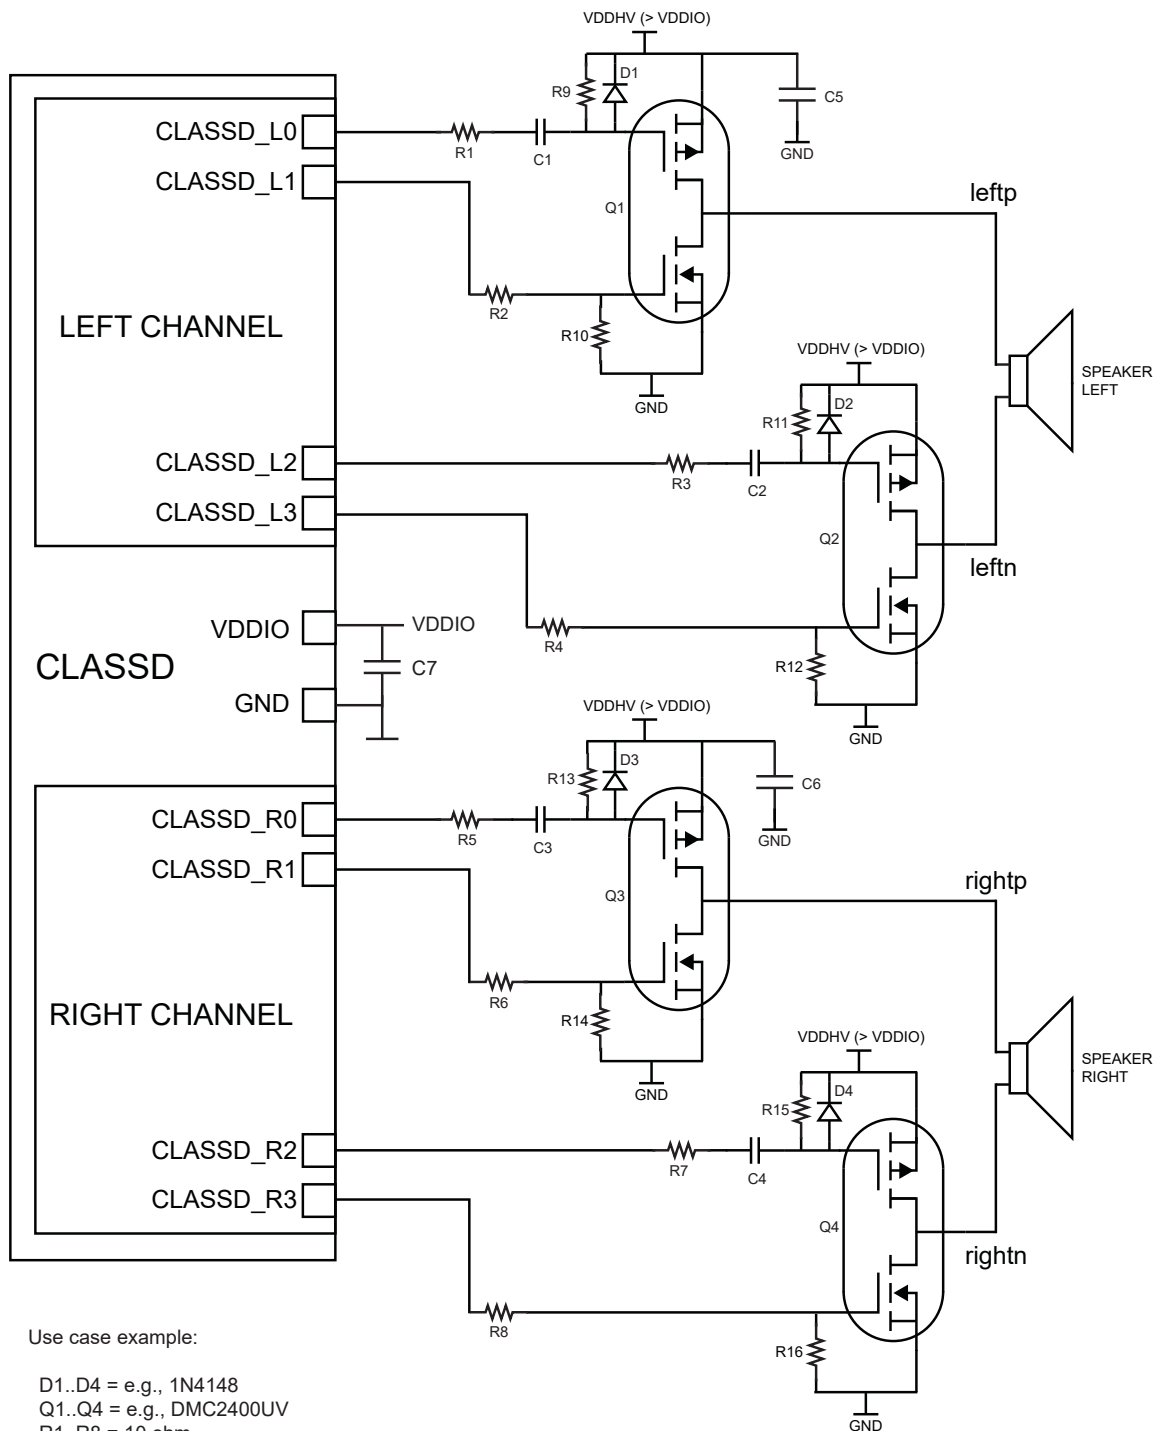 VDDHV (> VDDIO)
R9
D1
C5
GND
CLASSD_L0
R1
C1
CLASSD_L1
leftp
Q1
R2
R10
GND
LEFT CHANNEL
VDDHV (> VDDIO)
SPEAKER
LEFT
R11
D2
CLASSD_L2
R3
C2
CLASSD_L3
Q2
leftn
R4
R12
GND
VDDIO
VDDIO
CLASSD
C7
GND
VDDHV (> VDDIO)
R13
D3
C6
GND
CLASSD_R0
R5
C3
CLASSD_R1
rightp
Q3
R6
R14
GND
RIGHT CHANNEL
VDDHV (> VDDIO)
SPEAKER
RIGHT
R15
D4
CLASSD_R2
R7
C4
CLASSD_R3
Q4
rightn
R8
R16
GND
Use case example:
D1..D4 = e.g., 1N4148
Q1..Q4 = e.g., DMC2400UV
R1..R8 = 10 ohm